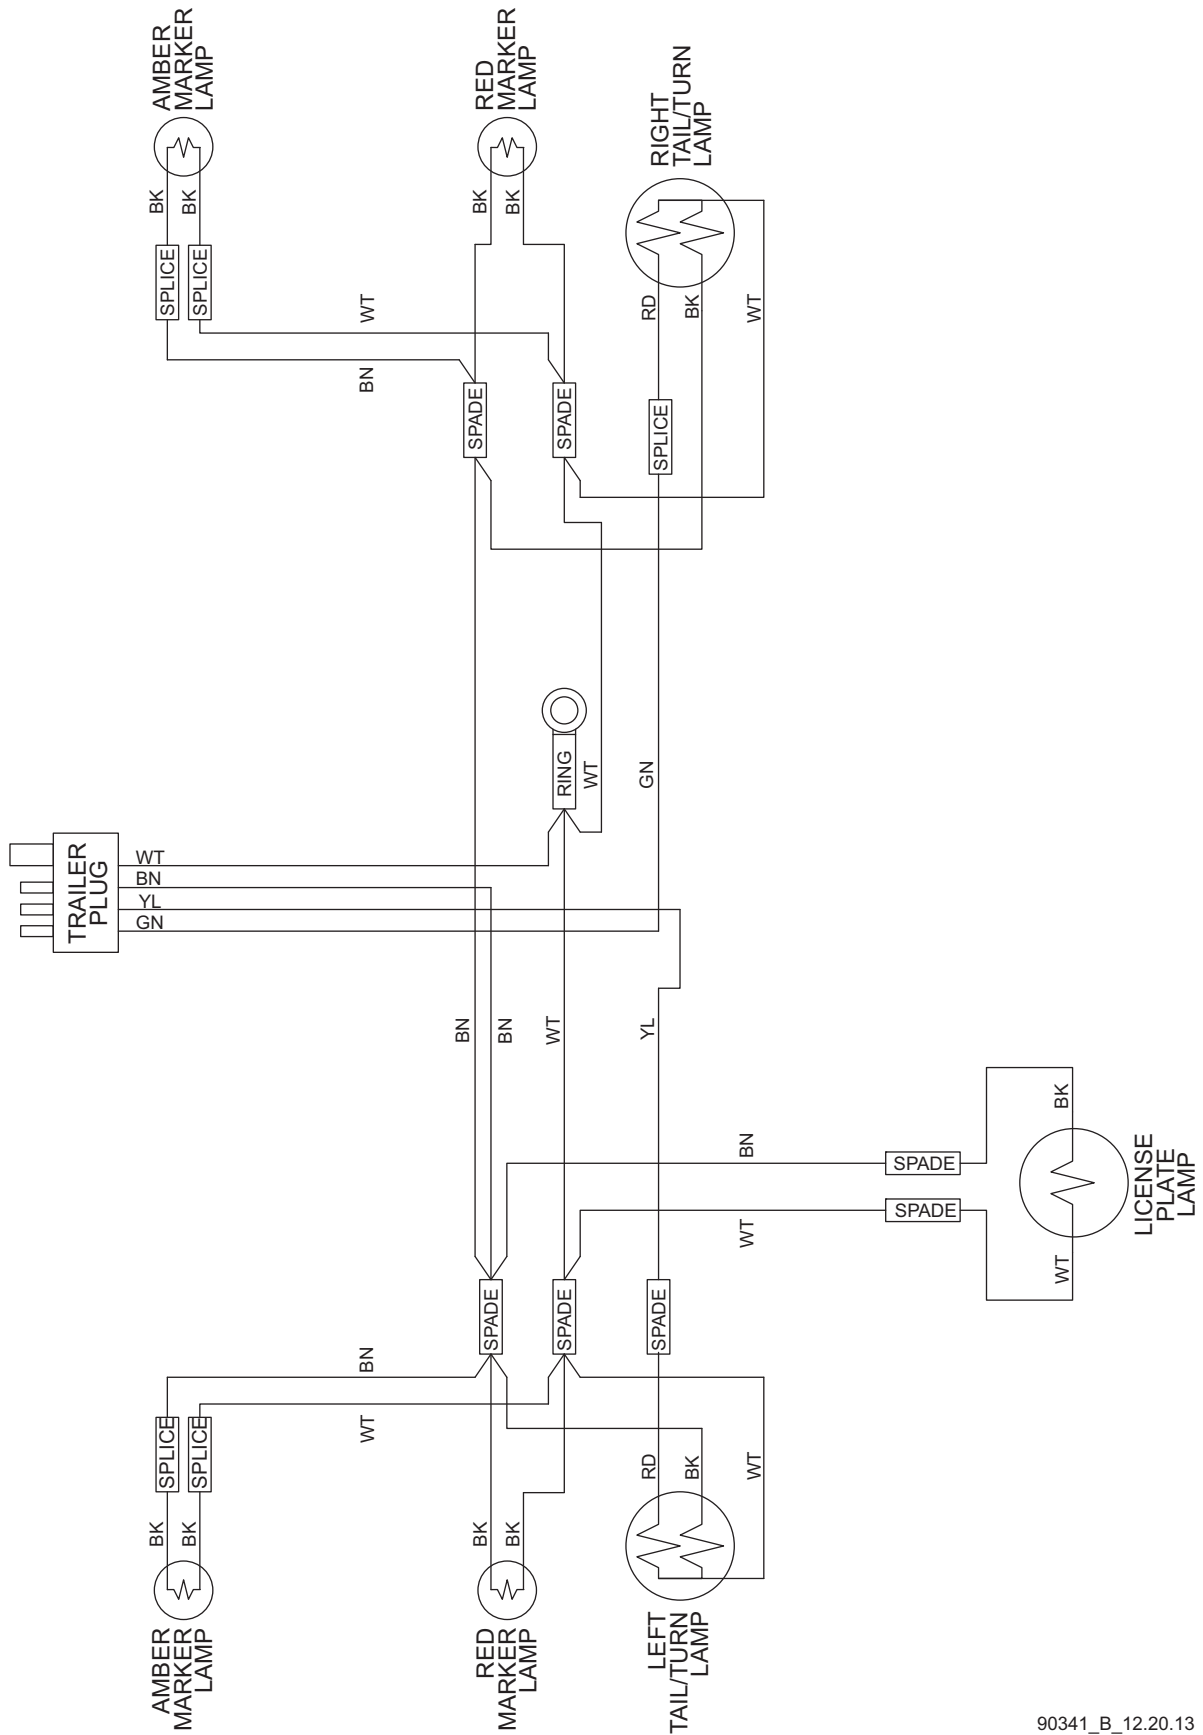 AMBER
MARKER
LAMP
RED
MARKER
LAMP
RIGHT
TAIL/TURN
LAMP
BK
BK
BK
BK
SPLICE
SPLICE
RD
BK
WT
WT
BN
SPADE
SPADE
SPLICE
RING
WT
GN
TRAILER
PLUG
WT
BN
YL
GN
BN
BN
WT
YL
BN
WT
SPADE
SPADE
BK
WT
LICENSE
PLATE
LAMP
SPADE
SPADE
SPADE
BN
WT
SPLICE
SPLICE
RD
BK
WT
BK
BK
BK
BK
AMBER
MARKER
LAMP
RED
MARKER
LAMP
LEFT
TAIL/TURN
LAMP
90341_B_12.20.13